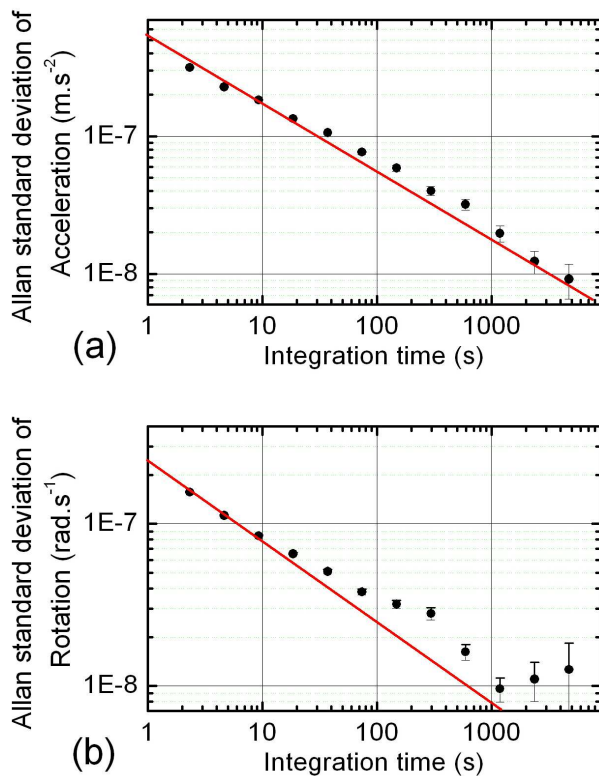 Allan standard deviation of
Acceleration (m.s⁻²)
1E-7
1E-8
1 10 100 1000
Integration time (s)
(a)
Allan standard deviation of
Rotation (rad.s⁻¹)
1E-7
1E-8
1 10 100 1000
Integration time (s)
(b)